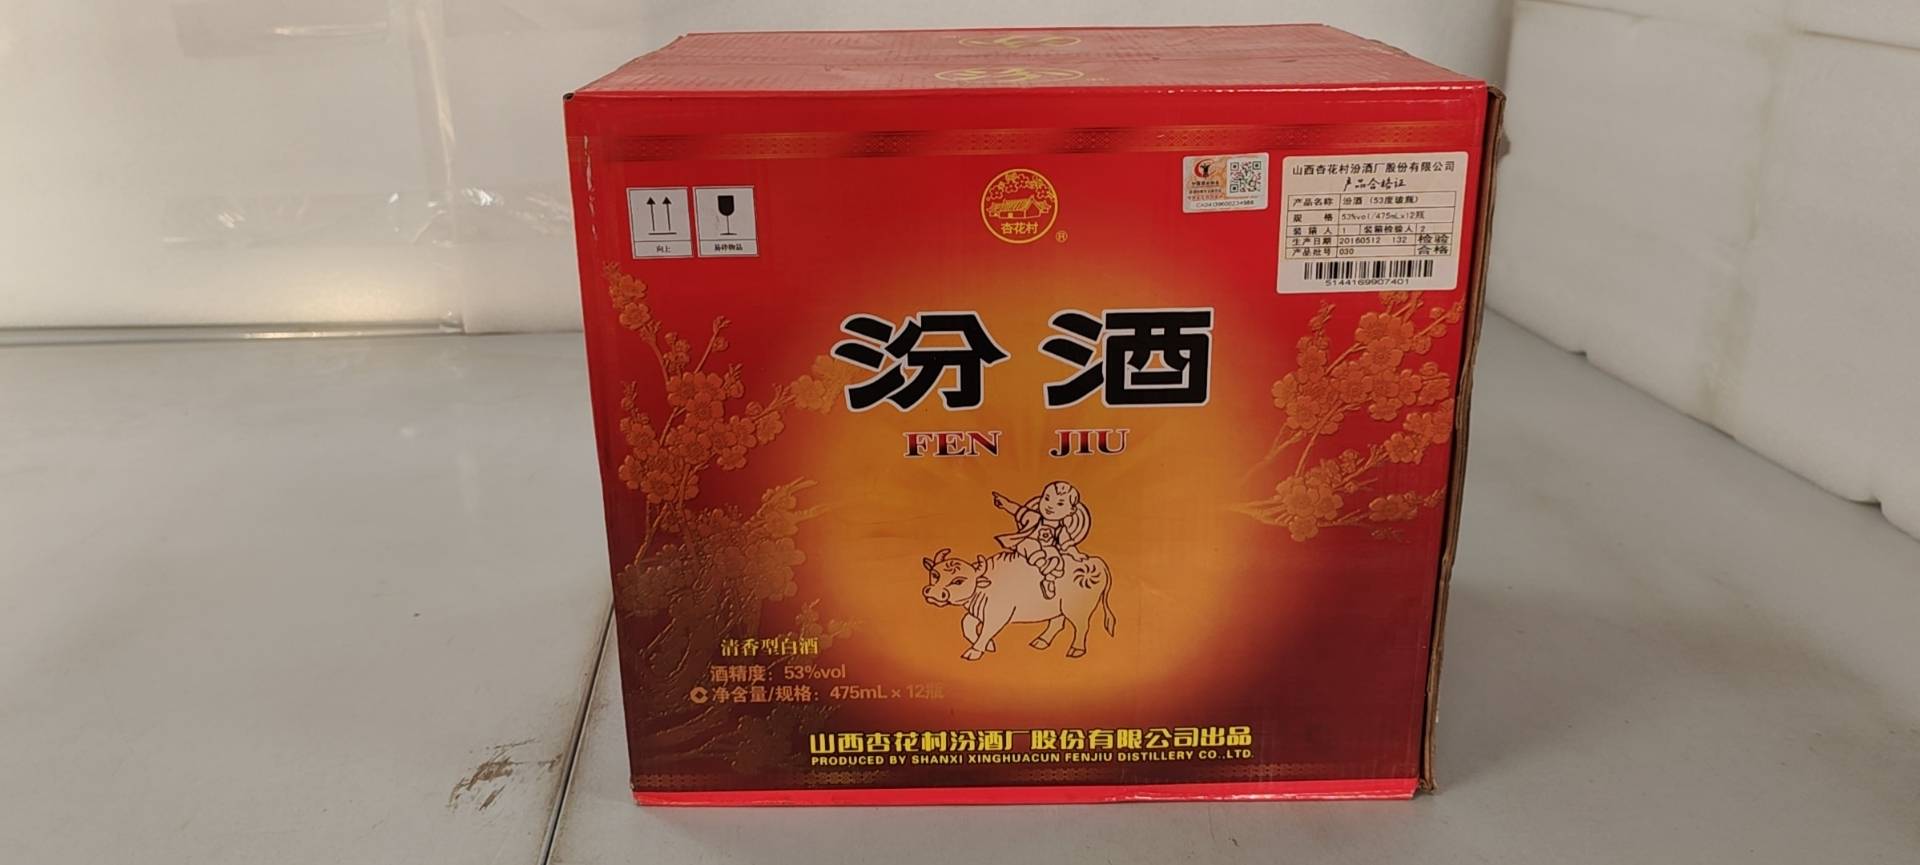 杏花村
®
向上
易碎物品
山西杏花村汾酒厂股份有限公司
产品合格证
产品名称 汾酒（53度玻瓶）
规 格 53%vol/475mLx12瓶
装箱人 1 装箱检验人 2
生产日期 20160512 132 检验
产品批号 030 合格
5144169907401
汾酒
FEN JIU
清香型白酒
酒精度：53%vol
净含量/规格：475mL×12瓶
山西杏花村汾酒厂股份有限公司出品
PRODUCED BY SHANXI XINGHUACUN FENJIU DISTILLERY CO.,LTD.